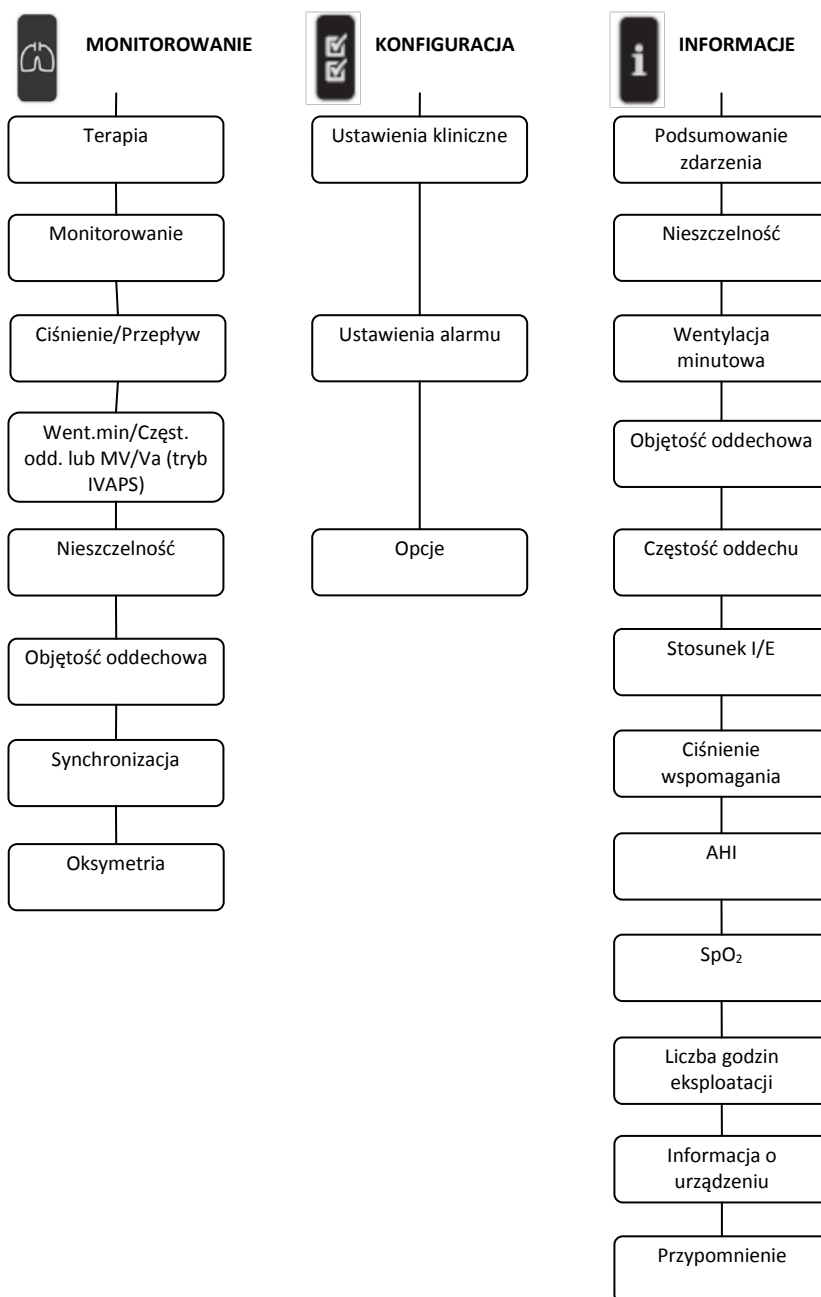 MONITOROWANIE
Terapia
Monitorowanie
Ciśnienie/Przepływ
Went.min/Częst.
odd. lub MV/Va (tryb
IVAPS)
Nieszczelność
Objętość oddechowa
Synchronizacja
Oksymetria
KONFIGURACJA
Ustawienia kliniczne
Ustawienia alarmu
Opcje
i
INFORMACJE
Podsumowanie
zdarzenia
Nieszczelność
Wentylacja
minutowa
Objętość oddechowa
Częstość oddechu
Stosunek I/E
Ciśnienie
wspomagania
AHI
SpO₂
Liczba godzin
eksploatacji
Informacja o
urządzeniu
Przypomnienie